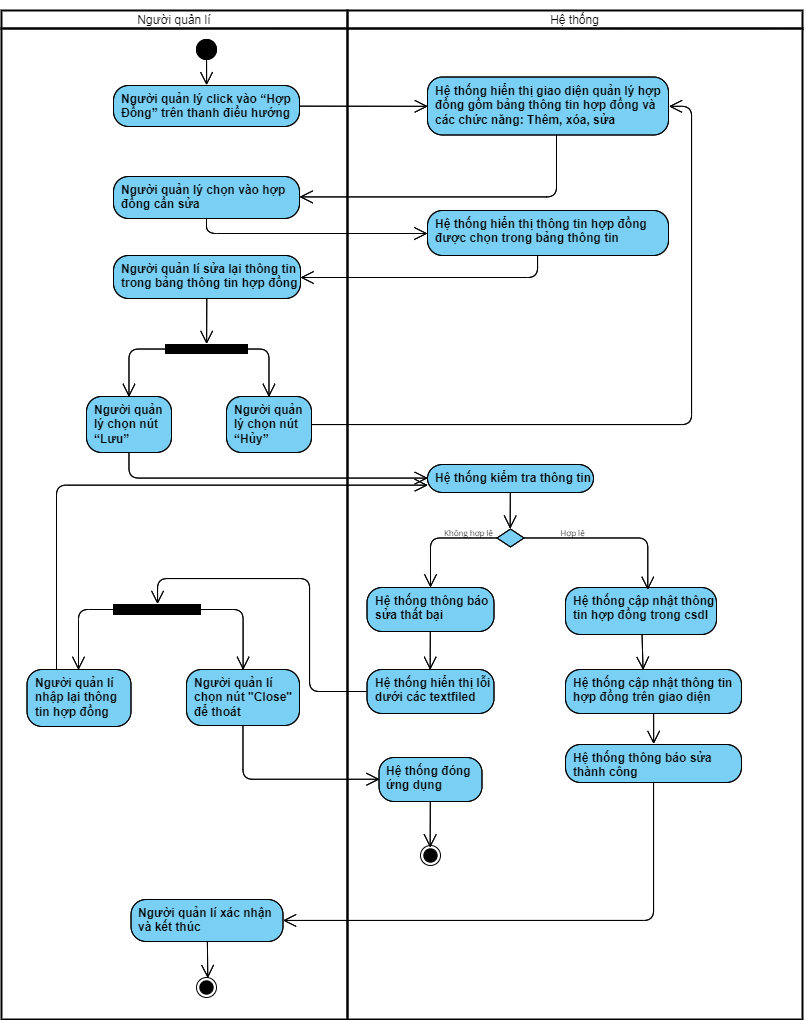 Người quản lí
Hệ thống
Người quản lý click vào “Hợp
Đồng” trên thanh điều hướng
Hệ thống hiển thị giao diện quản lý hợp
đồng gồm bảng thông tin hợp đồng và
các chức năng: Thêm, xóa, sửa
Người quản lý chọn vào hợp
đồng cần sửa
Hệ thống hiển thị thông tin hợp đồng
được chọn trong bảng thông tin
Người quản lí sửa lại thông tin
trong bảng thông tin hợp đồng
Người quản
lý chọn nút
“Lưu”
Người quản
lý chọn nút
“Hủy”
Hệ thống kiểm tra thông tin
Không hợp lệ
Hợp lệ
Hệ thống thông báo
sửa thất bại
Hệ thống cập nhật thông
tin hợp đồng trong csdl
Người quản lí
nhập lại thông
tin hợp đồng
Người quản lí
chọn nút "Close"
để thoát
Hệ thống hiển thị lỗi
dưới các textfiled
Hệ thống cập nhật thông tin
hợp đồng trên giao diện
Hệ thống đóng
ứng dụng
Hệ thống thông báo sửa
thành công
Người quản lí xác nhận
và kết thúc